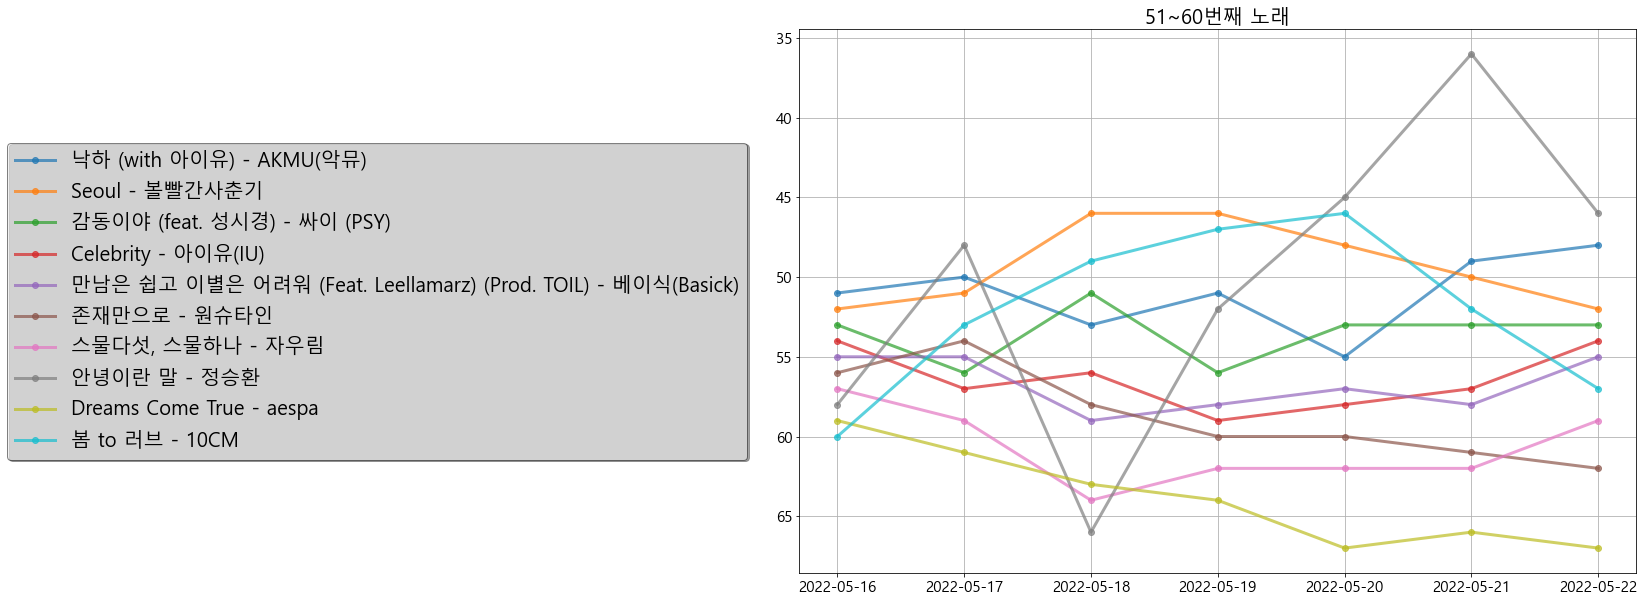 51~60번째 노래
낙하 (with 아이유) - AKMU(악뮤)
Seoul - 볼빨간사춘기
감동이야 (feat. 성시경) - 싸이 (PSY)
Celebrity - 아이유(IU)
만남은 쉽고 이별은 어려워 (Feat. Leellamarz) (Prod. TOIL) - 베이식(Basick)
존재만으로 - 원슈타인
스물다섯, 스물하나 - 자우림
안녕이란 말 - 정승환
Dreams Come True - aespa
봄 to 러브 - 10CM
35
40
45
50
55
60
65
2022-05-16 2022-05-17 2022-05-18 2022-05-19 2022-05-20 2022-05-21 2022-05-22